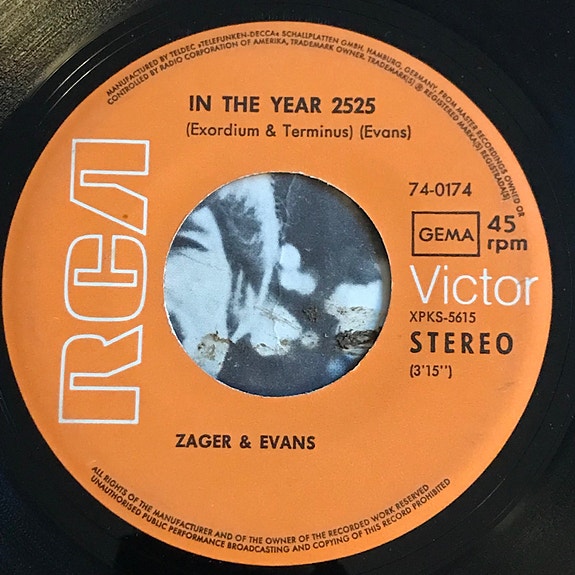 MANUFACTURED BY TELDEC »TELEFUNKEN-DECCA« SCHALLPLATTEN GMBH, HAMBURG, GERMANY, FROM MASTER RECORDINGS OWNED OR
CONTROLLED BY RADIO CORPORATION OF AMERICA, TRADEMARK OWNER. TRADEMARK(S) ® REGISTERED MARK(S) REGISTRADA(S)
IN THE YEAR 2525
(Exordium & Terminus) (Evans)
RCA
74-0174
GEMA
45
rpm
Victor
XPKS-5615
STEREO
(3'15")
ZAGER & EVANS
ALL RIGHTS OF THE MANUFACTURER AND OF THE OWNER OF THE RECORDED WORK RESERVED
UNAUTHORISED PUBLIC PERFORMANCE BROADCASTING AND COPYING OF THIS RECORD PROHIBITED